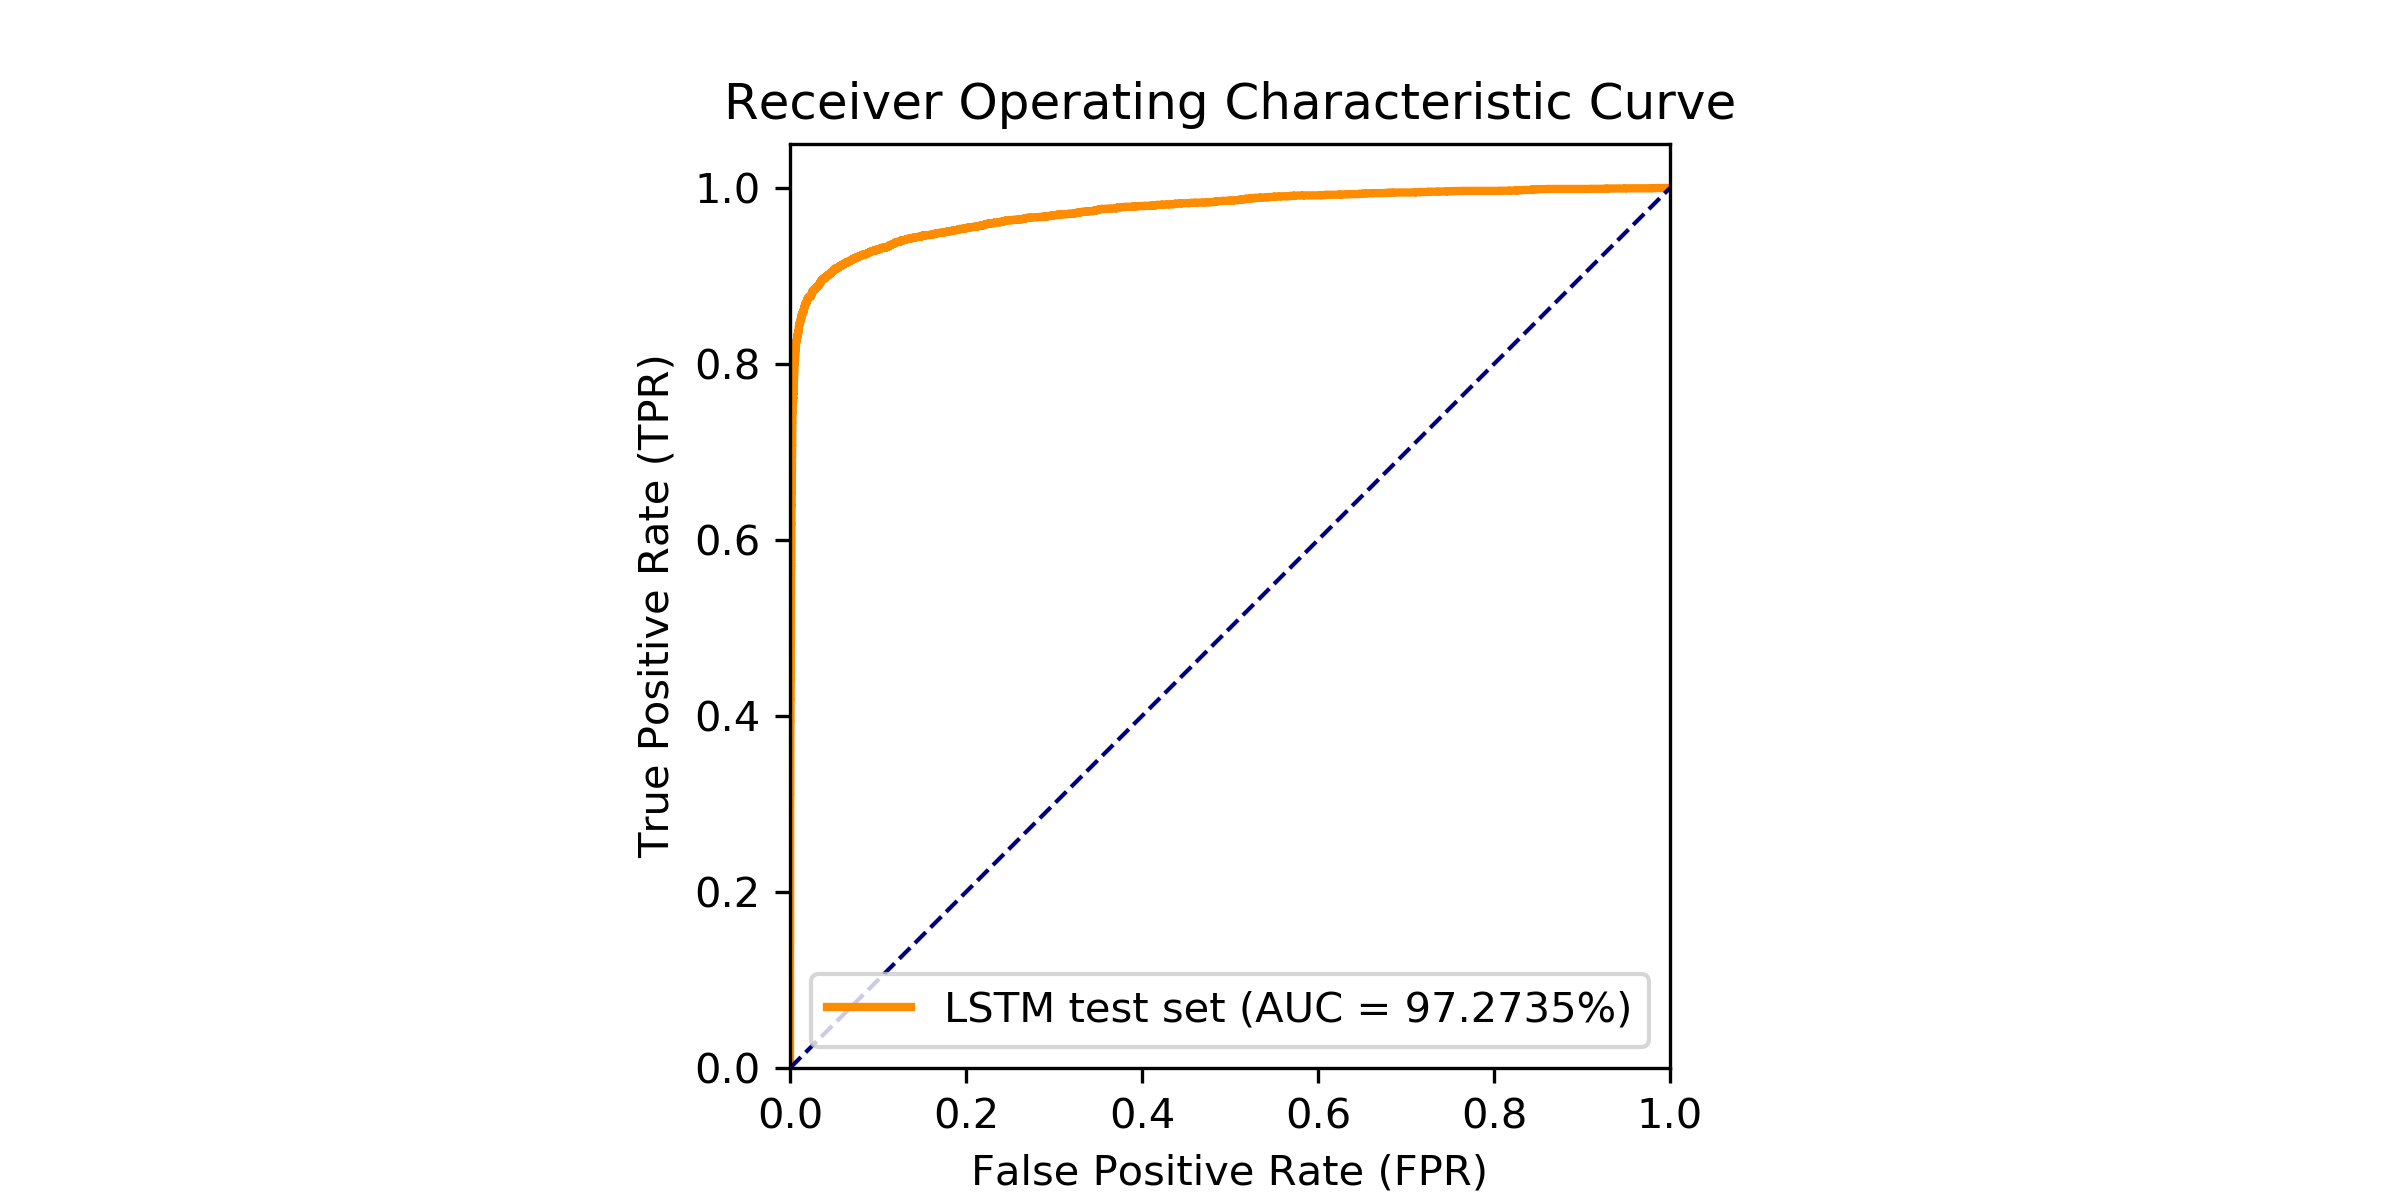 Receiver Operating Characteristic Curve
1.0
0.8
0.6
0.4
0.2
0.0
True Positive Rate (TPR)
LSTM test set (AUC = 97.2735%)
0.0 0.2 0.4 0.6 0.8 1.0
False Positive Rate (FPR)